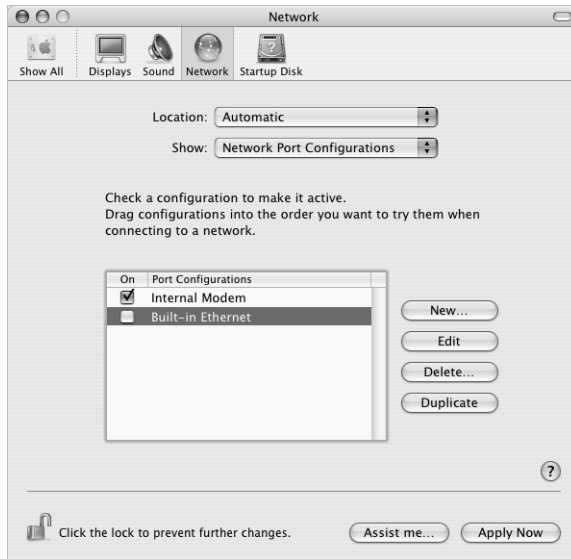 Network
Show All Displays Sound Network Startup Disk
Location: Automatic
Show: Network Port Configurations
Check a configuration to make it active.
Drag configurations into the order you want to try them when
connecting to a network.
On Port Configurations
Internal Modem
Built-in Ethernet
New...
Edit
Delete...
Duplicate
?
Click the lock to prevent further changes. Assist me... Apply Now